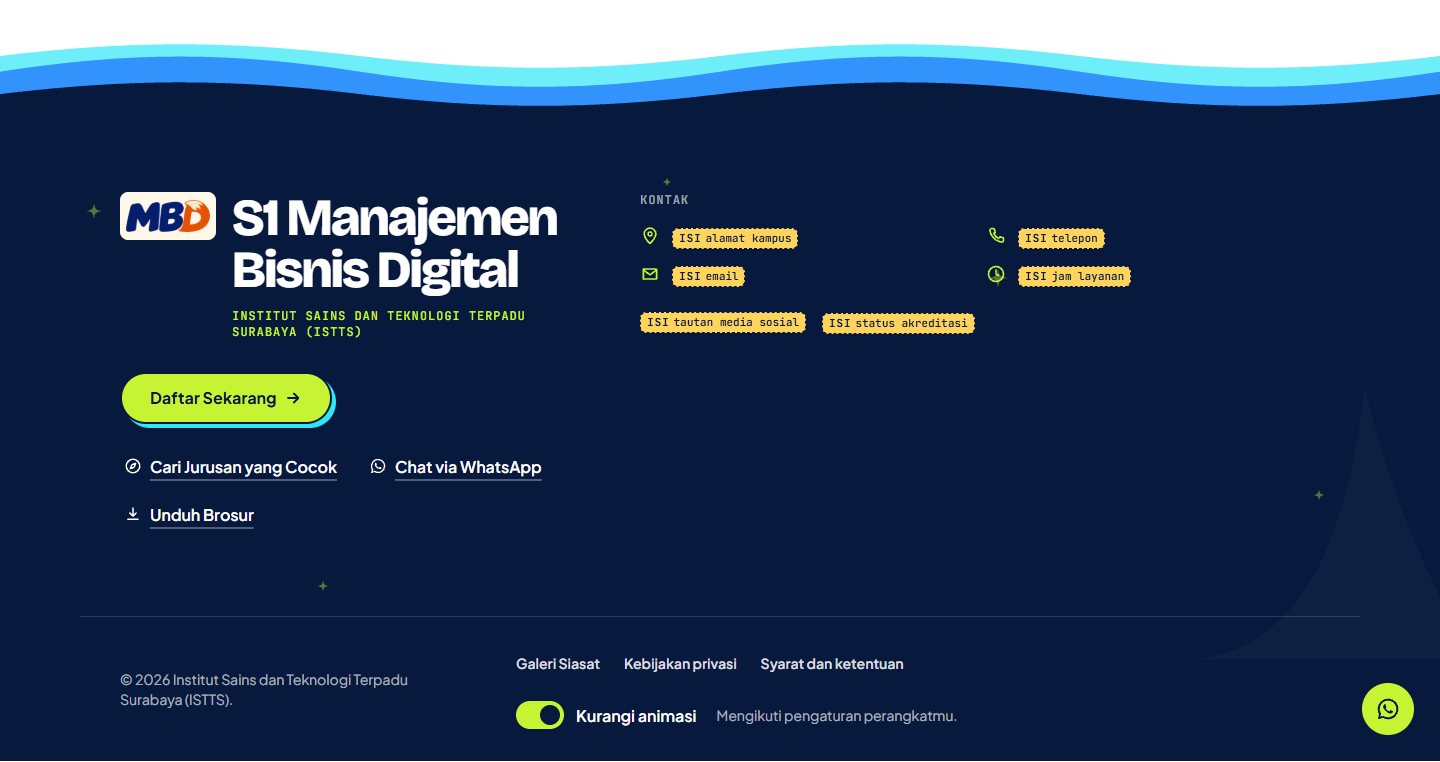 MBD
S1 Manajemen
Bisnis Digital
INSTITUT SAINS DAN TEKNOLOGI TERPADU
SURABAYA (ISTTS)
Daftar Sekarang
Cari Jurusan yang Cocok
Chat via WhatsApp
Unduh Brosur
KONTAK
ISI alamat kampus
ISI telepon
ISI email
ISI jam layanan
ISI tautan media sosial
ISI status akreditasi
© 2026 Institut Sains dan Teknologi Terpadu
Surabaya (ISTTS).
Galeri Siasat
Kebijakan privasi
Syarat dan ketentuan
Kurangi animasi
Mengikuti pengaturan perangkatmu.